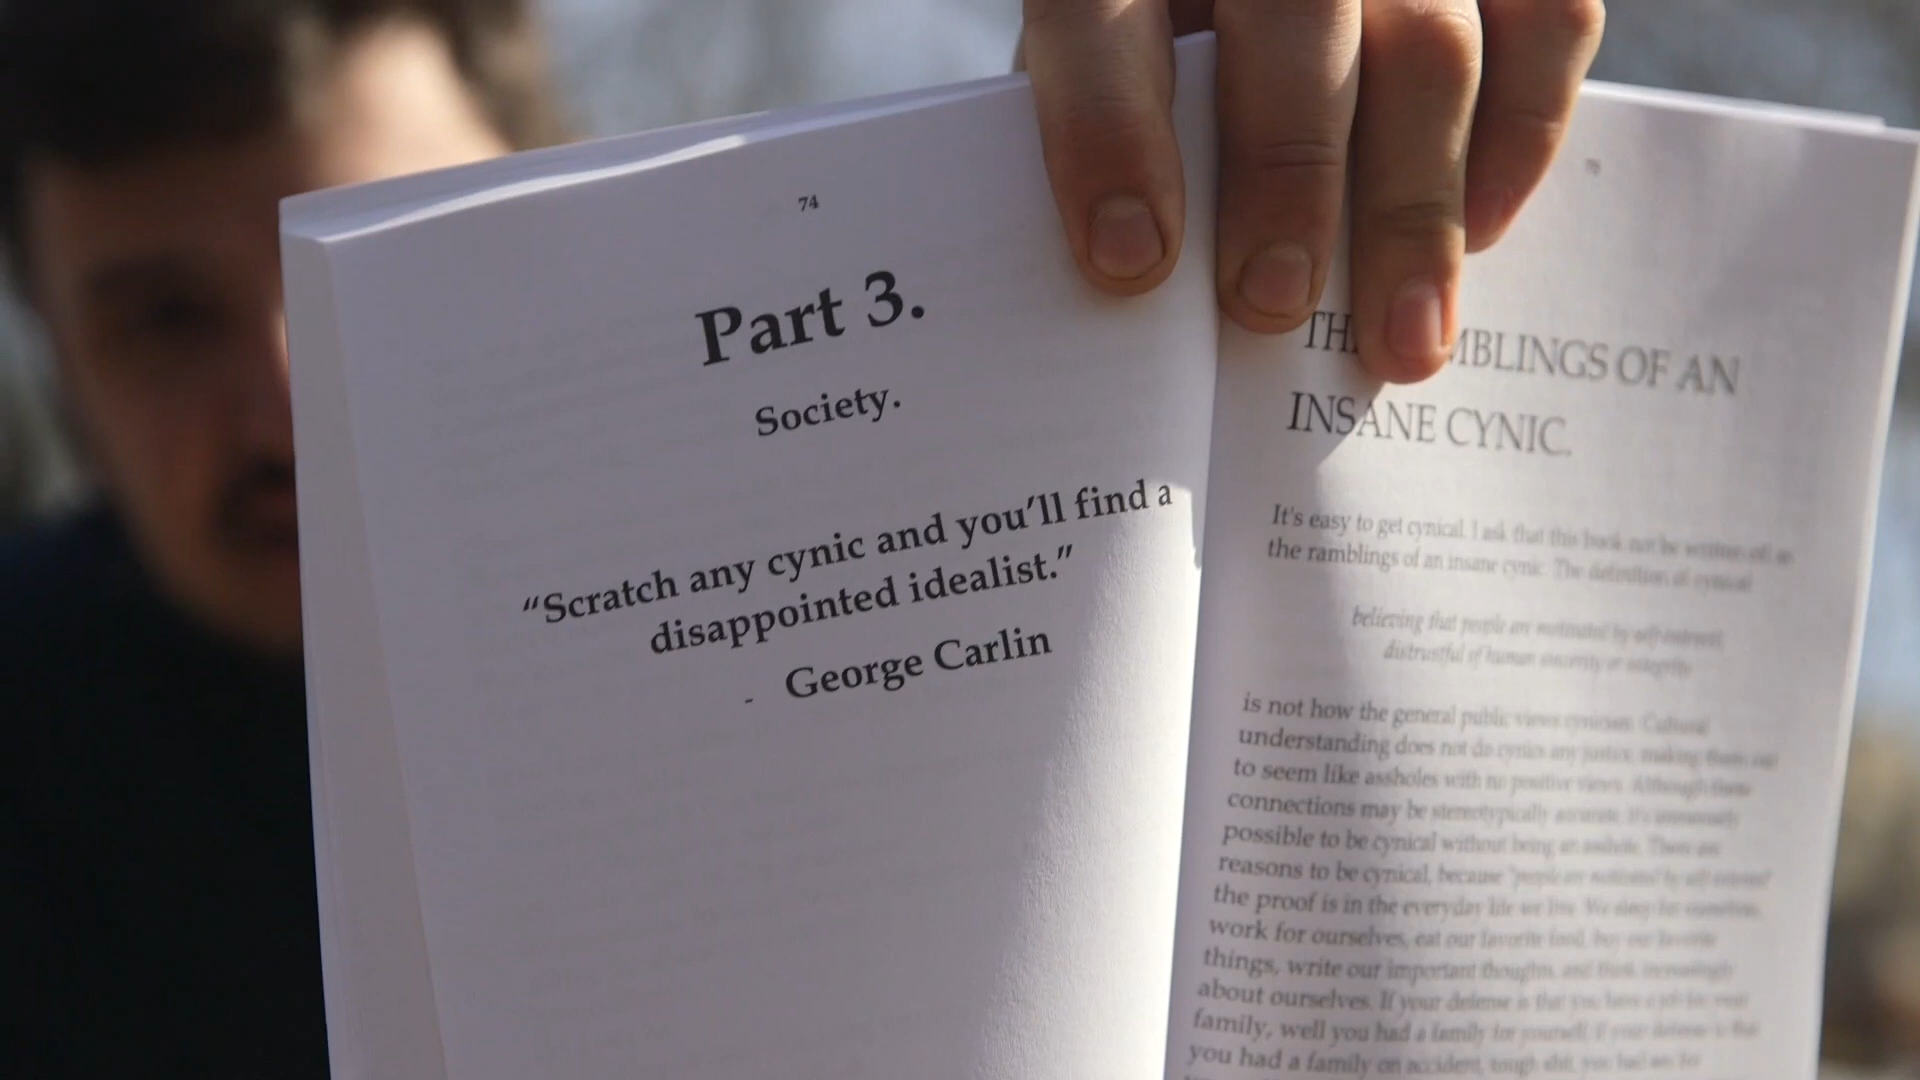 74
Part 3.
Society.
“Scratch any cynic and you’ll find a
disappointed idealist.”
- George Carlin
TH MBLINGS OF AN
INSANE CYNIC.
It's easy to get cynical. I ask that this book not be written off as
the ramblings of an insane cynic. The definition of cynical
believing that people are motivated by self-interest;
distrustful of human sincerity or integrity
is not how the general public views cynicism. Cultural
understanding does not do cynics any justice, making them out
to seem like assholes with no positive views. Although these
connections may be stereotypically accurate, it's
possible to be cynical without being an asshole. There are
reasons to be cynical, because "people are motivated by self-interest"
the proof is in the everyday life we live. We
work for ourselves, eat our favorite food, buy our favorite
things, write our important thoughts, and think increasingly
about ourselves. If your defense is that you have a job for your
family, well you had a family for yourself, if your defense is that
you had a family on accident, tough shit, you had